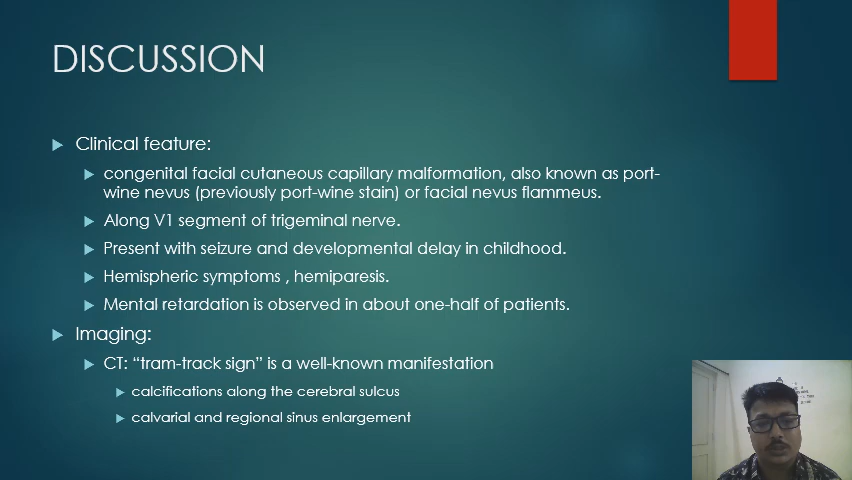 DISCUSSION
Clinical feature:
congenital facial cutaneous capillary malformation, also known as port-
wine nevus (previously port-wine stain) or facial nevus flammeus.
Along V1 segment of trigeminal nerve.
Present with seizure and developmental delay in childhood.
Hemispheric symptoms , hemiparesis.
Mental retardation is observed in about one-half of patients.
Imaging:
CT: “tram-track sign” is a well-known manifestation
calcifications along the cerebral sulcus
calvarial and regional sinus enlargement